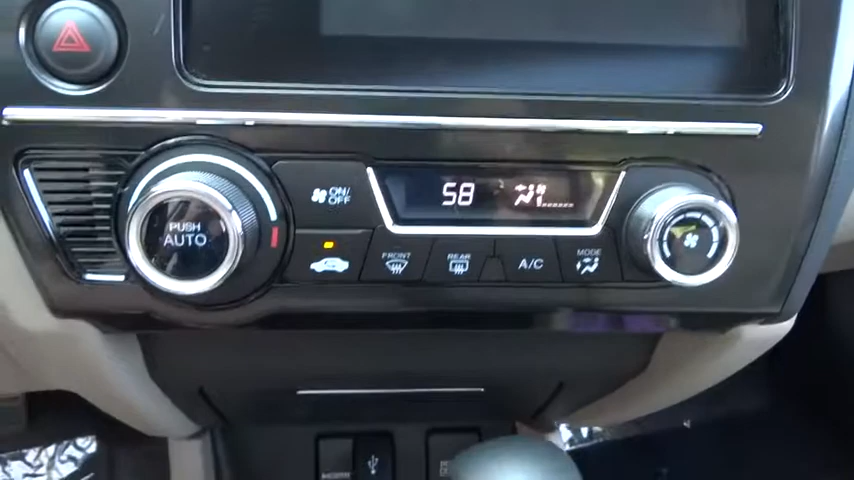 ON/
OFF
58
PUSH
AUTO
FRONT
REAR
A/C
MODE